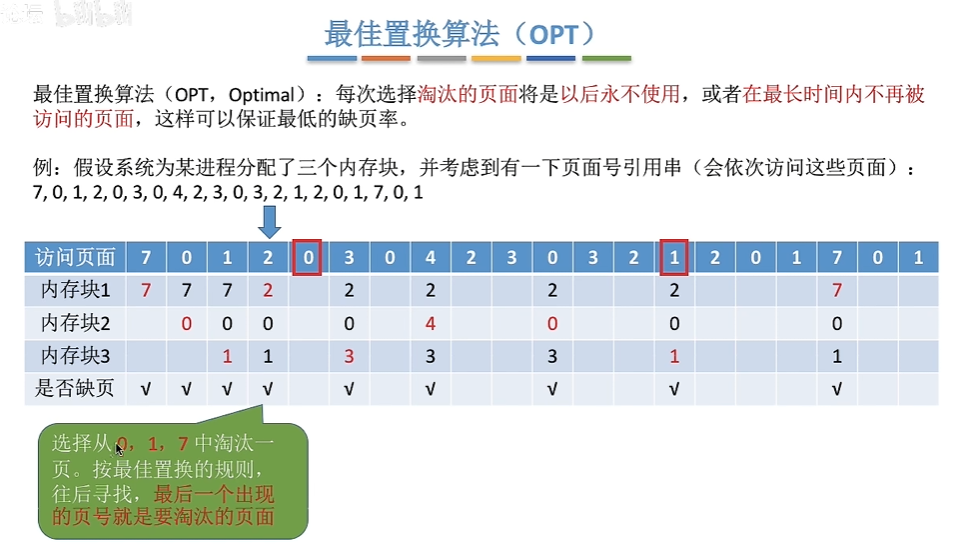 bilibili
最佳置换算法（OPT）
最佳置换算法（OPT，Optimal）：每次选择淘汰的页面将是以后永不使用，或者在最长时间内不再被
访问的页面，这样可以保证最低的缺页率。
例：假设系统为某进程分配了三个内存块，并考虑到有一下页面号引用串（会依次访问这些页面）：
7, 0, 1, 2, 0, 3, 0, 4, 2, 3, 0, 3, 2, 1, 2, 0, 1, 7, 0, 1
访问页面 7 0 1 2 0 3 0 4 2 3 0 3 2 1 2 0 1 7 0 1
内存块1 7 7 7 2 2 2 2 2 7
内存块2 0 0 0 0 4 0 0 0
内存块3 1 1 3 3 3 1 1
是否缺页 √ √ √ √ √ √ √ √ √
选择从 0，1，7 中淘汰一
页。按最佳置换的规则，
往后寻找，最后一个出现
的页号就是要淘汰的页面